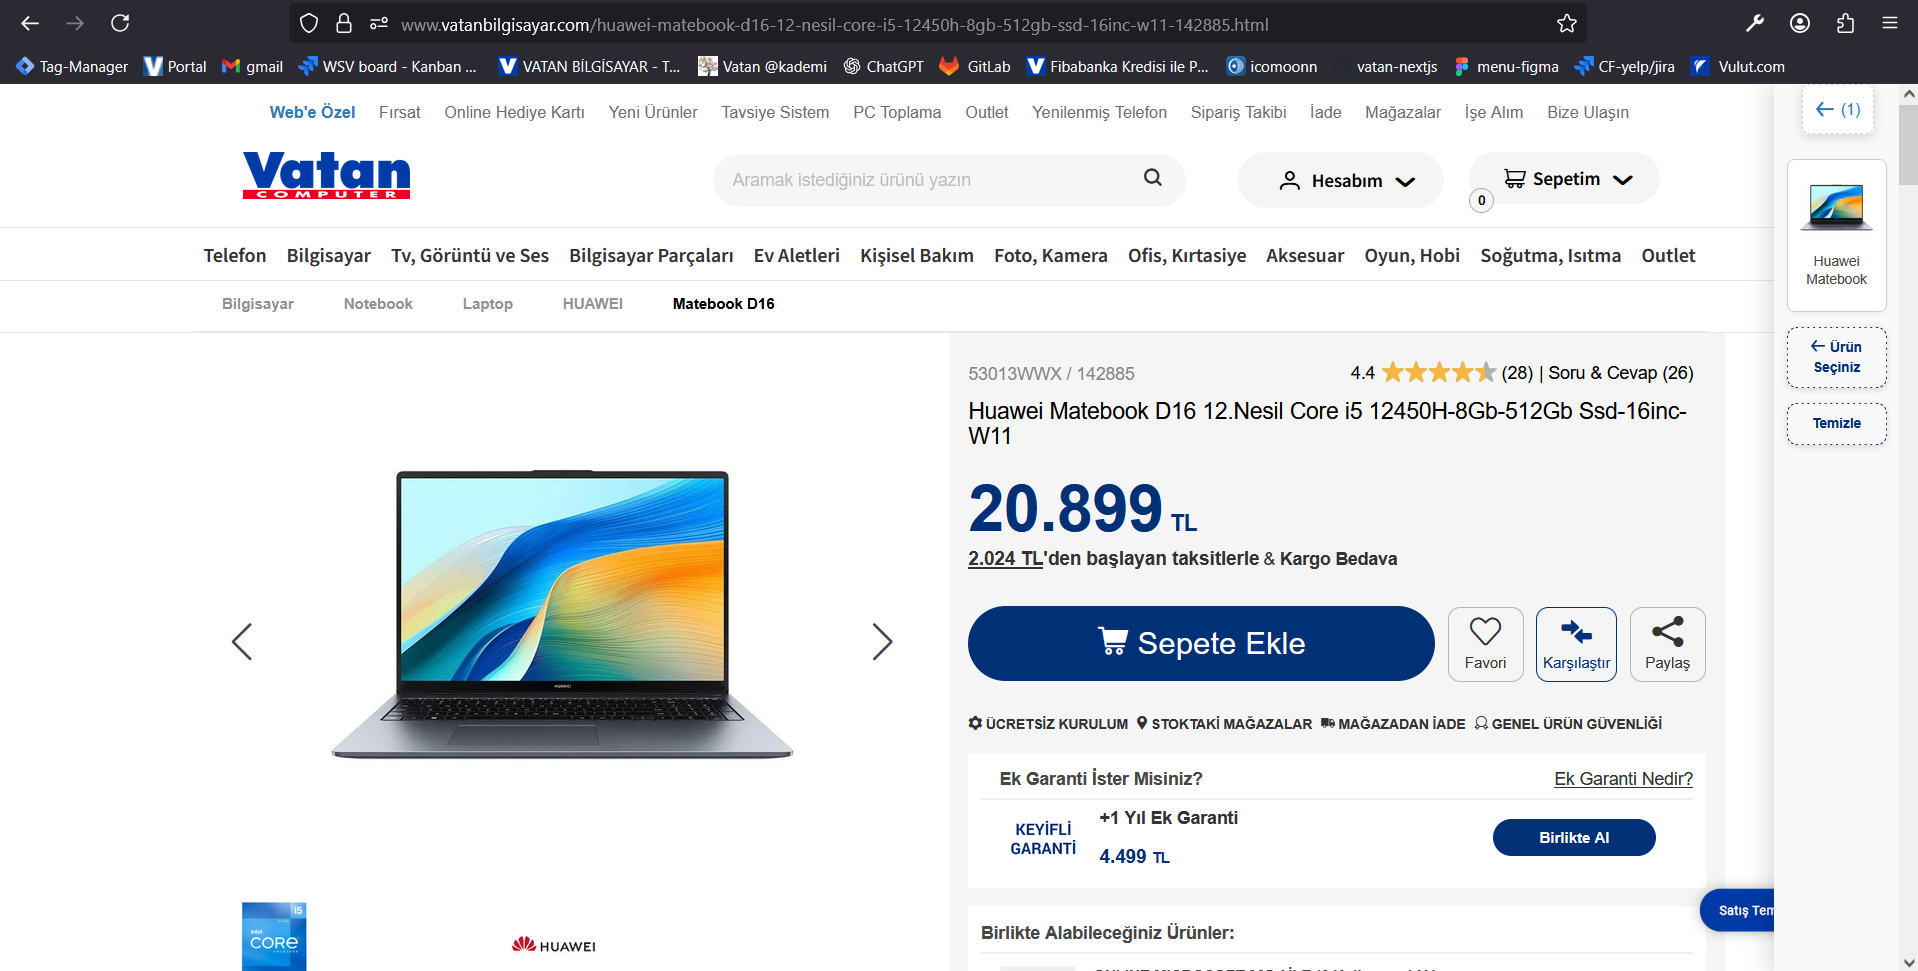 www.vatanbilgisayar.com/huawei-matebook-d16-12-nesil-core-i5-12450h-8gb-512gb-ssd-16inc-w11-142885.html
Tag-Manager Portal gmail WSV board - Kanban ... VATAN BİLGİSAYAR - T... Vatan @kademi ChatGPT GitLab Fibabanka Kredisi ile P... icomoonn vatan-nextjs menu-figma CF-yelp/jira Vulut.com
Web'e Özel Fırsat Online Hediye Kartı Yeni Ürünler Tavsiye Sistem PC Toplama Outlet Yenilenmiş Telefon Sipariş Takibi İade Mağazalar İşe Alım Bize Ulaşın
(1)
Vatan
COMPUTER
Aramak istediğiniz ürünü yazın
Hesabım
Sepetim
0
Telefon Bilgisayar Tv, Görüntü ve Ses Bilgisayar Parçaları Ev Aletleri Kişisel Bakım Foto, Kamera Ofis, Kırtasiye Aksesuar Oyun, Hobi Soğutma, Isıtma Outlet
Huawei
Matebook
Bilgisayar Notebook Laptop HUAWEI Matebook D16
Ürün
Seçiniz
Temizle
53013WWX / 142885
4.4 (28) | Soru & Cevap (26)
Huawei Matebook D16 12.Nesil Core i5 12450H-8Gb-512Gb Ssd-16inc-
W11
20.899 TL
2.024 TL'den başlayan taksitlerle & Kargo Bedava
Sepete Ekle
Favori
Karşılaştır
Paylaş
ÜCRETSİZ KURULUM STOKTAKİ MAĞAZALAR MAĞAZADAN İADE GENEL ÜRÜN GÜVENLİĞİ
Ek Garanti İster Misiniz? Ek Garanti Nedir?
KEYİFLİ
GARANTİ
+1 Yıl Ek Garanti
4.499 TL
Birlikte Al
Satış Tem
Birlikte Alabileceğiniz Ürünler:
HUAWEI
i5
intel
CORE
HUAWEI